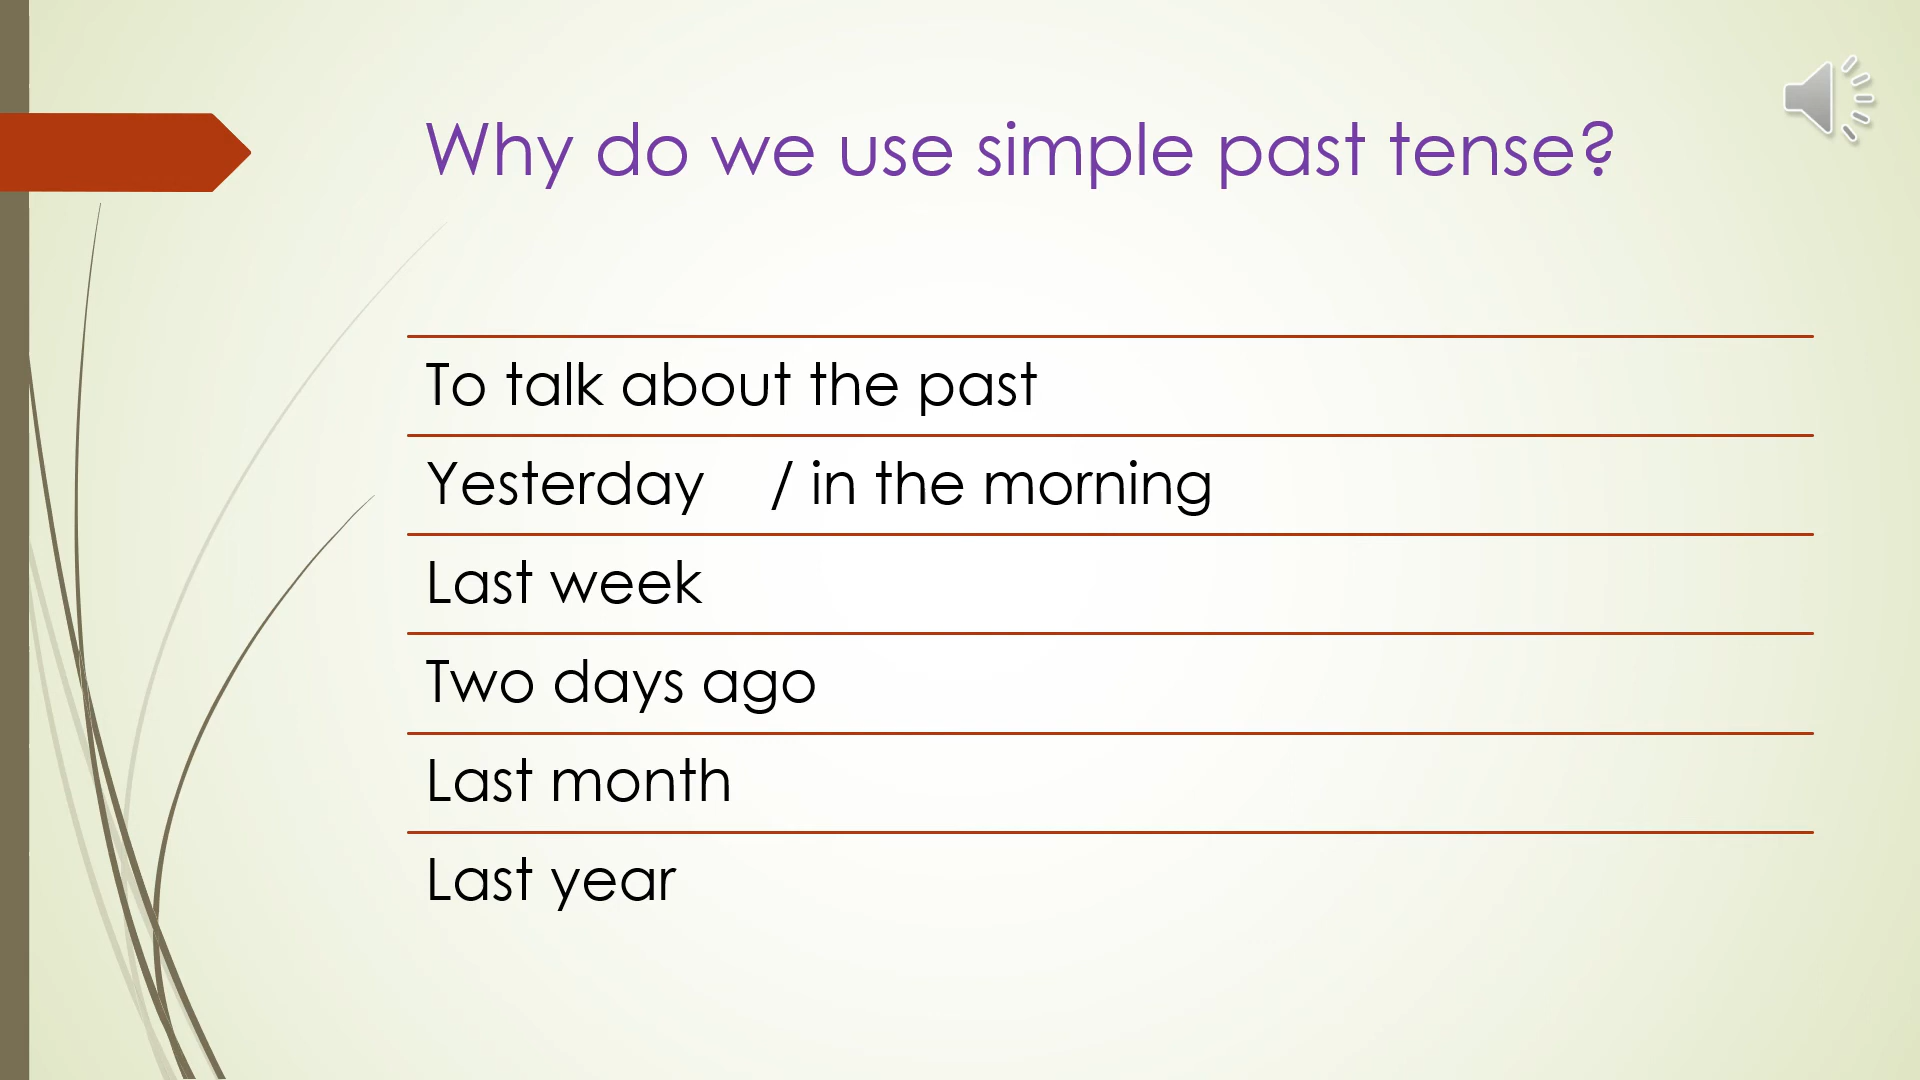 Why do we use simple past tense?
To talk about the past
Yesterday / in the morning
Last week
Two days ago
Last month
Last year